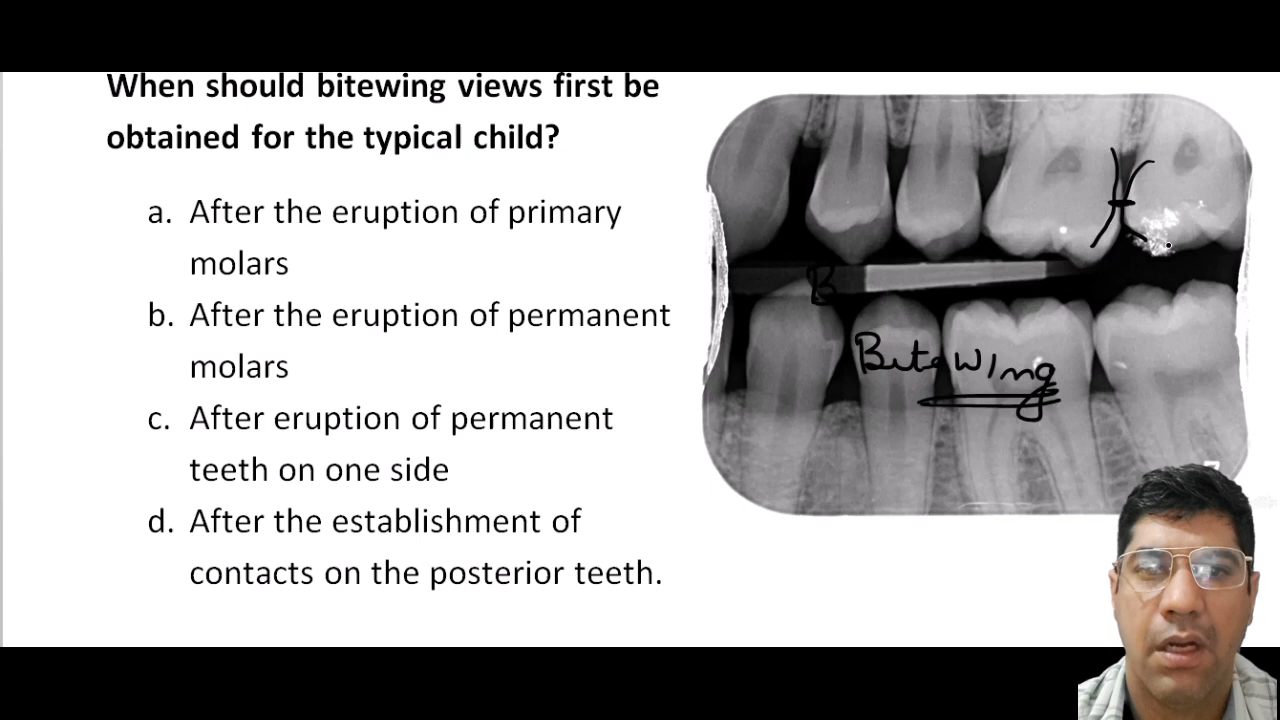 When should bitewing views first be
obtained for the typical child?
a. After the eruption of primary
molars
b. After the eruption of permanent
molars
c. After eruption of permanent
teeth on one side
d. After the establishment of
contacts on the posterior teeth.
B
BiteWing